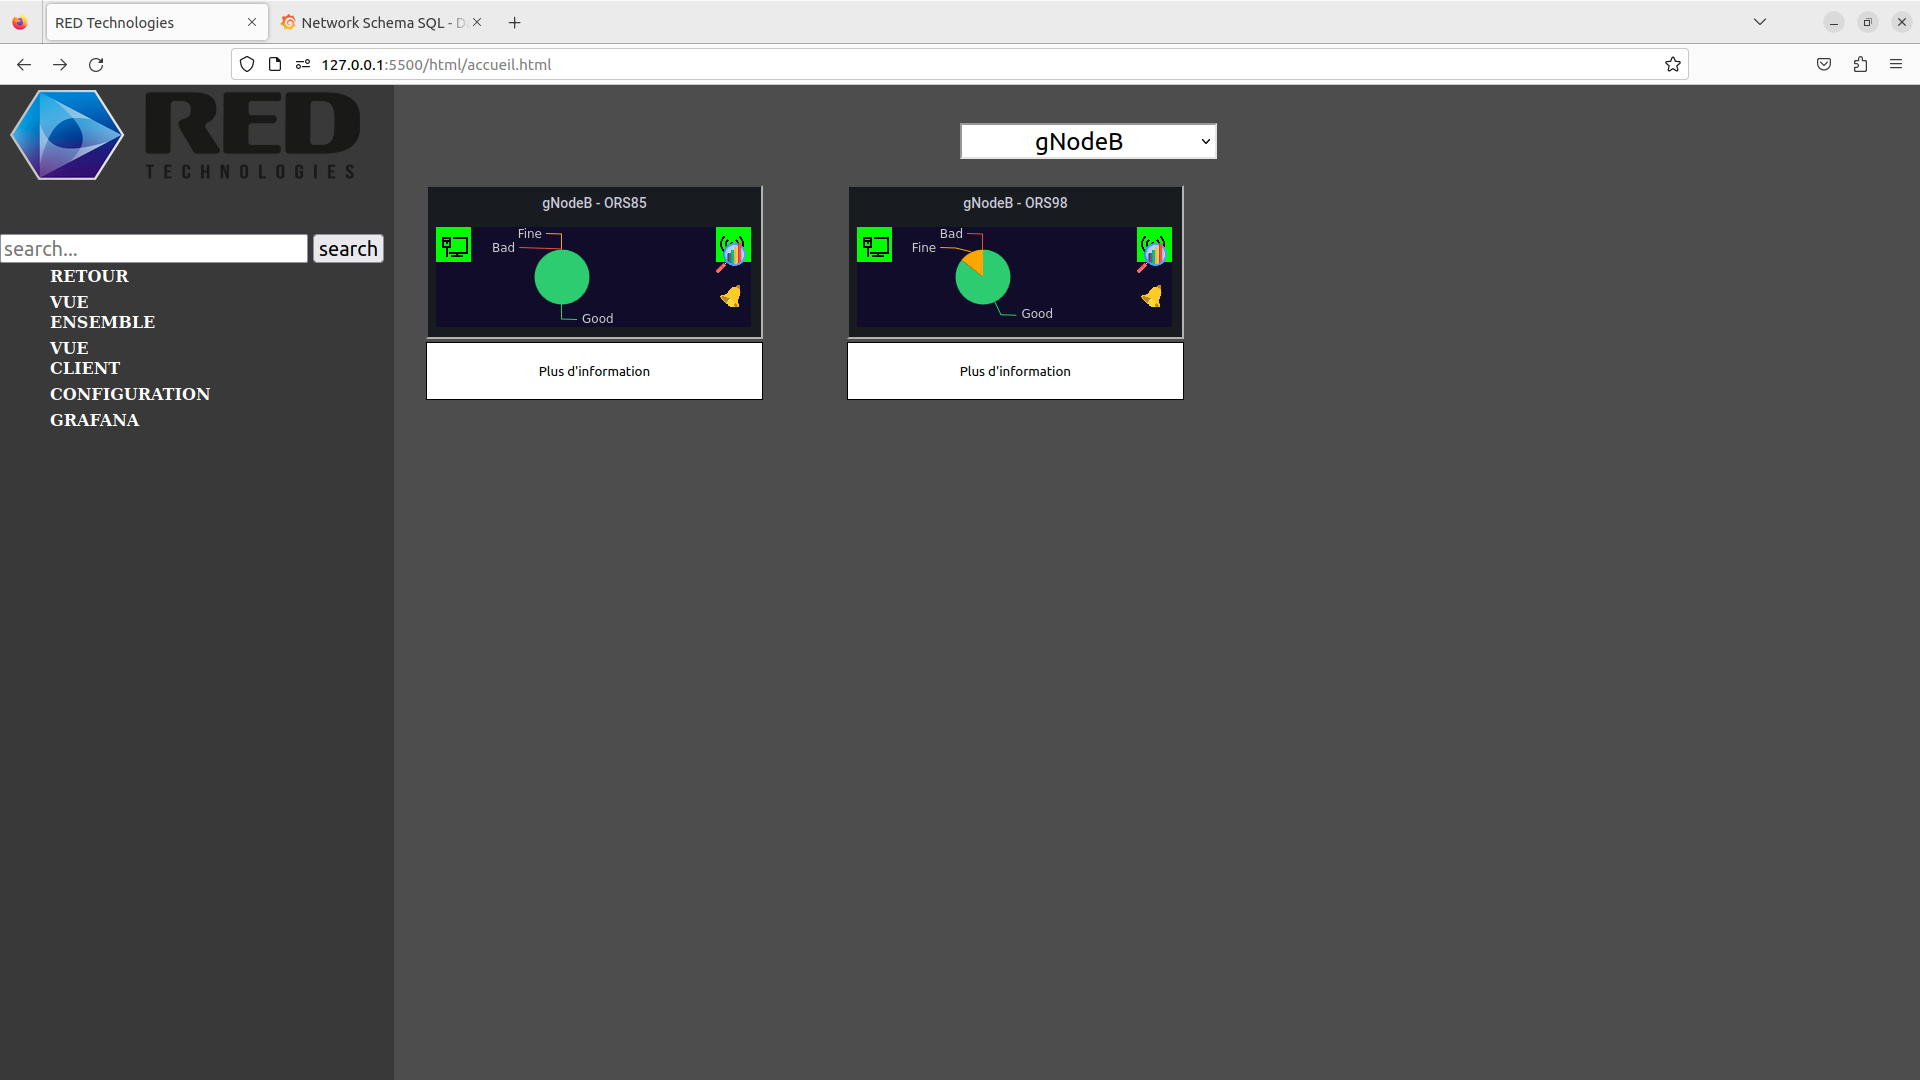 RED Technologies
Network Schema SQL - D
127.0.0.1:5500/html/accueil.html
RED
TECHNOLOGIES
search...
search
RETOUR
VUE
ENSEMBLE
VUE
CLIENT
CONFIGURATION
GRAFANA
gNodeB
gNodeB - ORS85
Fine
Bad
Good
Plus d'information
gNodeB - ORS98
Bad
Fine
Good
Plus d'information